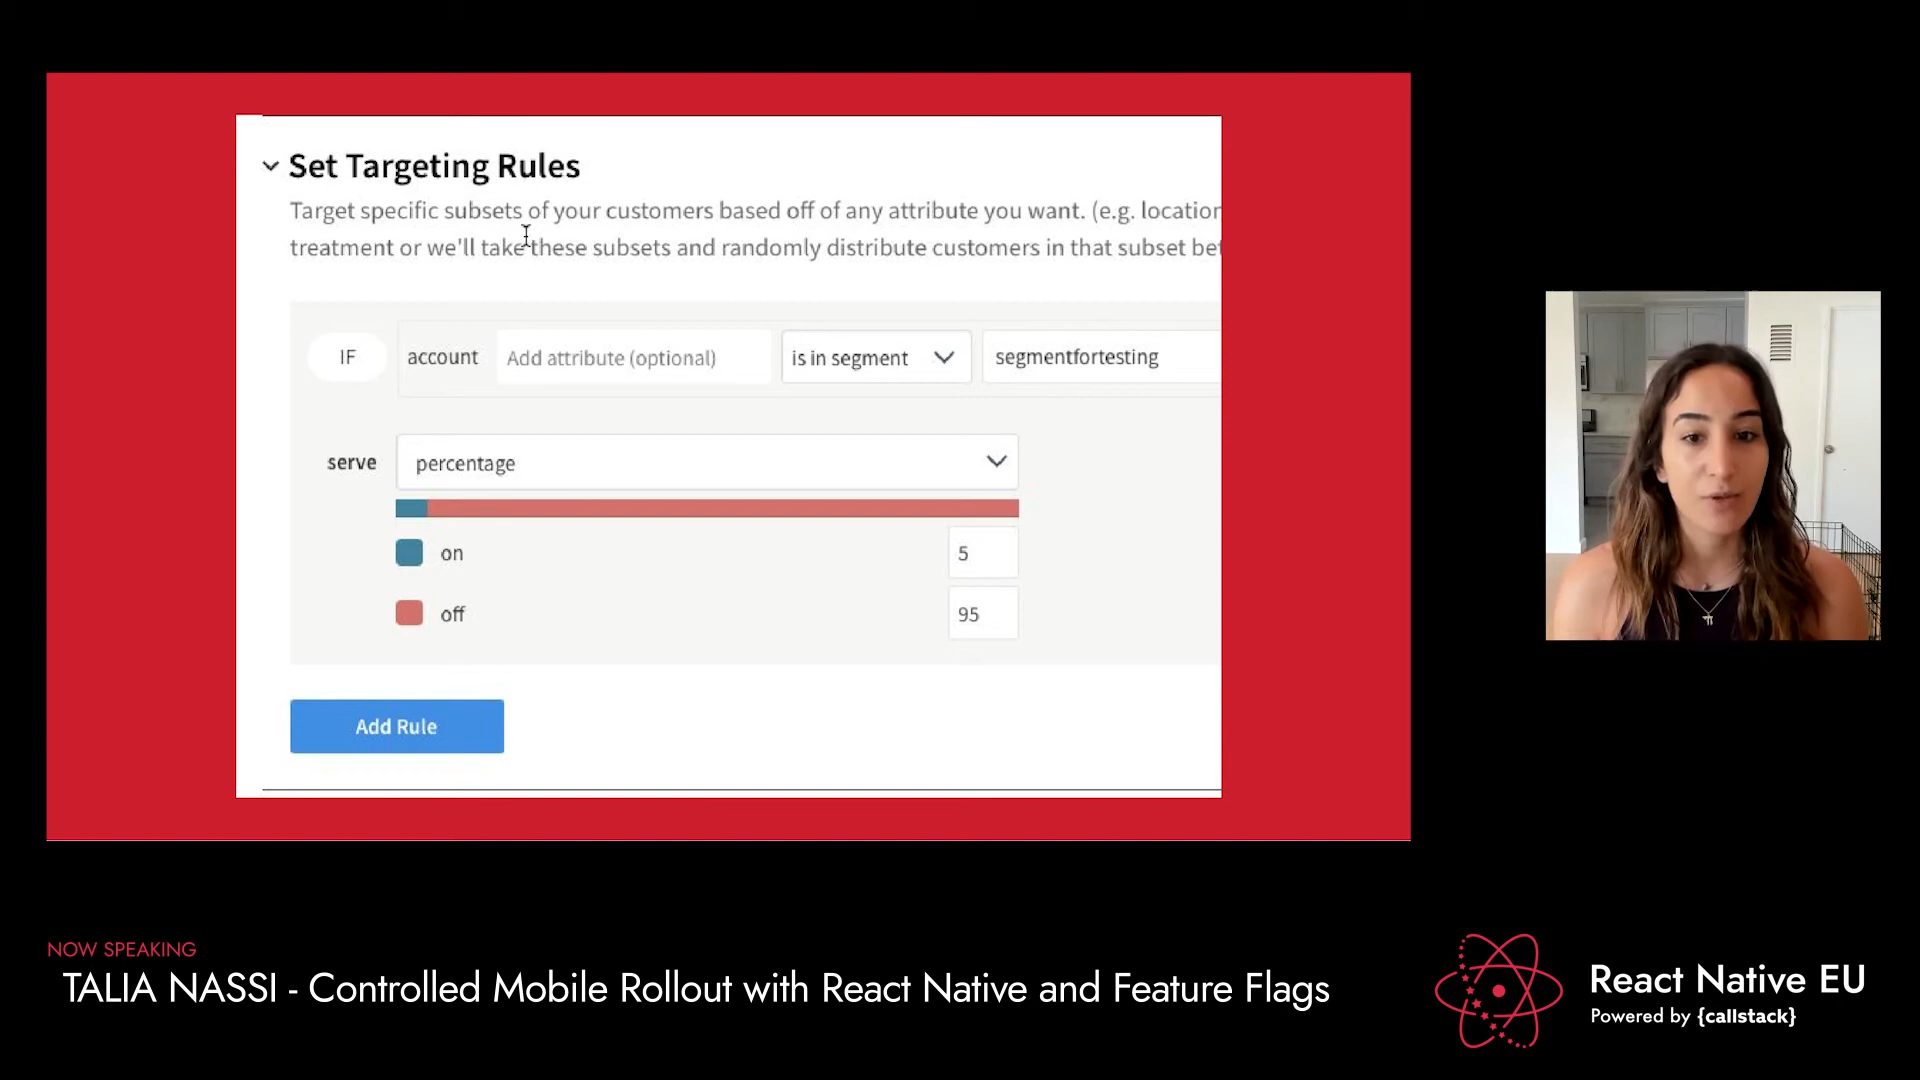 Set Targeting Rules
Target specific subsets of your customers based off of any attribute you want. (e.g. location
treatment or we'll take these subsets and randomly distribute customers in that subset bet
IF account Add attribute (optional) is in segment segmentfortesting
serve percentage
on 5
off 95
Add Rule
NOW SPEAKING
TALIA NASSI - Controlled Mobile Rollout with React Native and Feature Flags
React Native EU
Powered by {callstack}